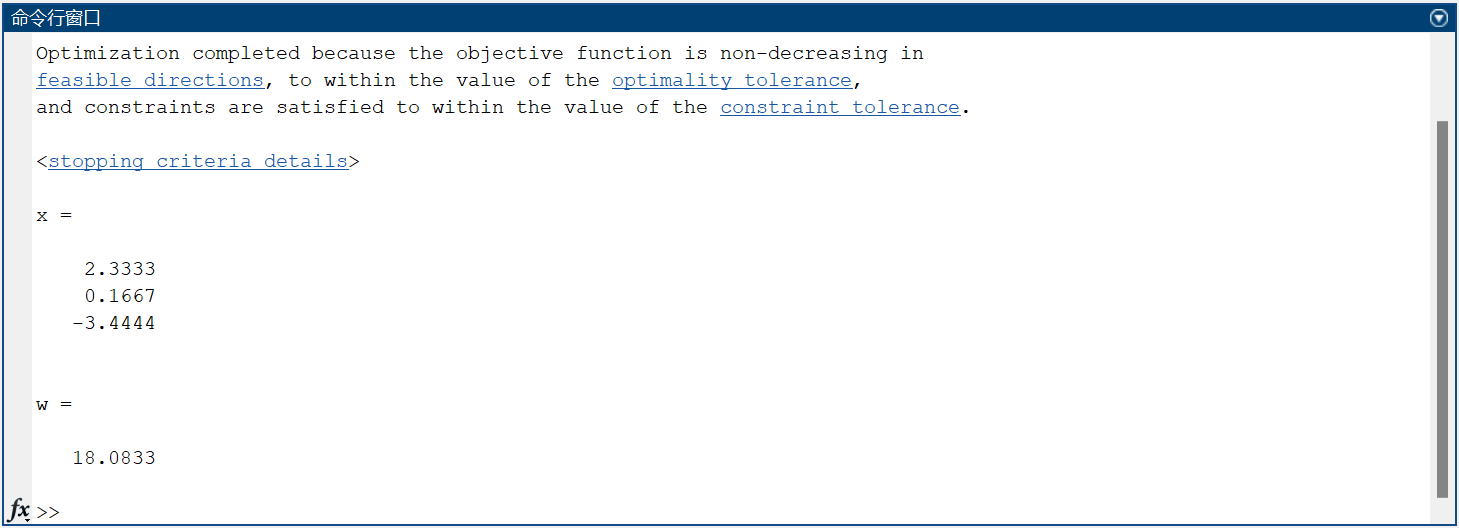 命令行窗口
Optimization completed because the objective function is non-decreasing in
feasible directions, to within the value of the optimality tolerance,
and constraints are satisfied to within the value of the constraint tolerance.
<stopping criteria details>
x =
2.3333
0.1667
-3.4444
w =
18.0833
fx >>